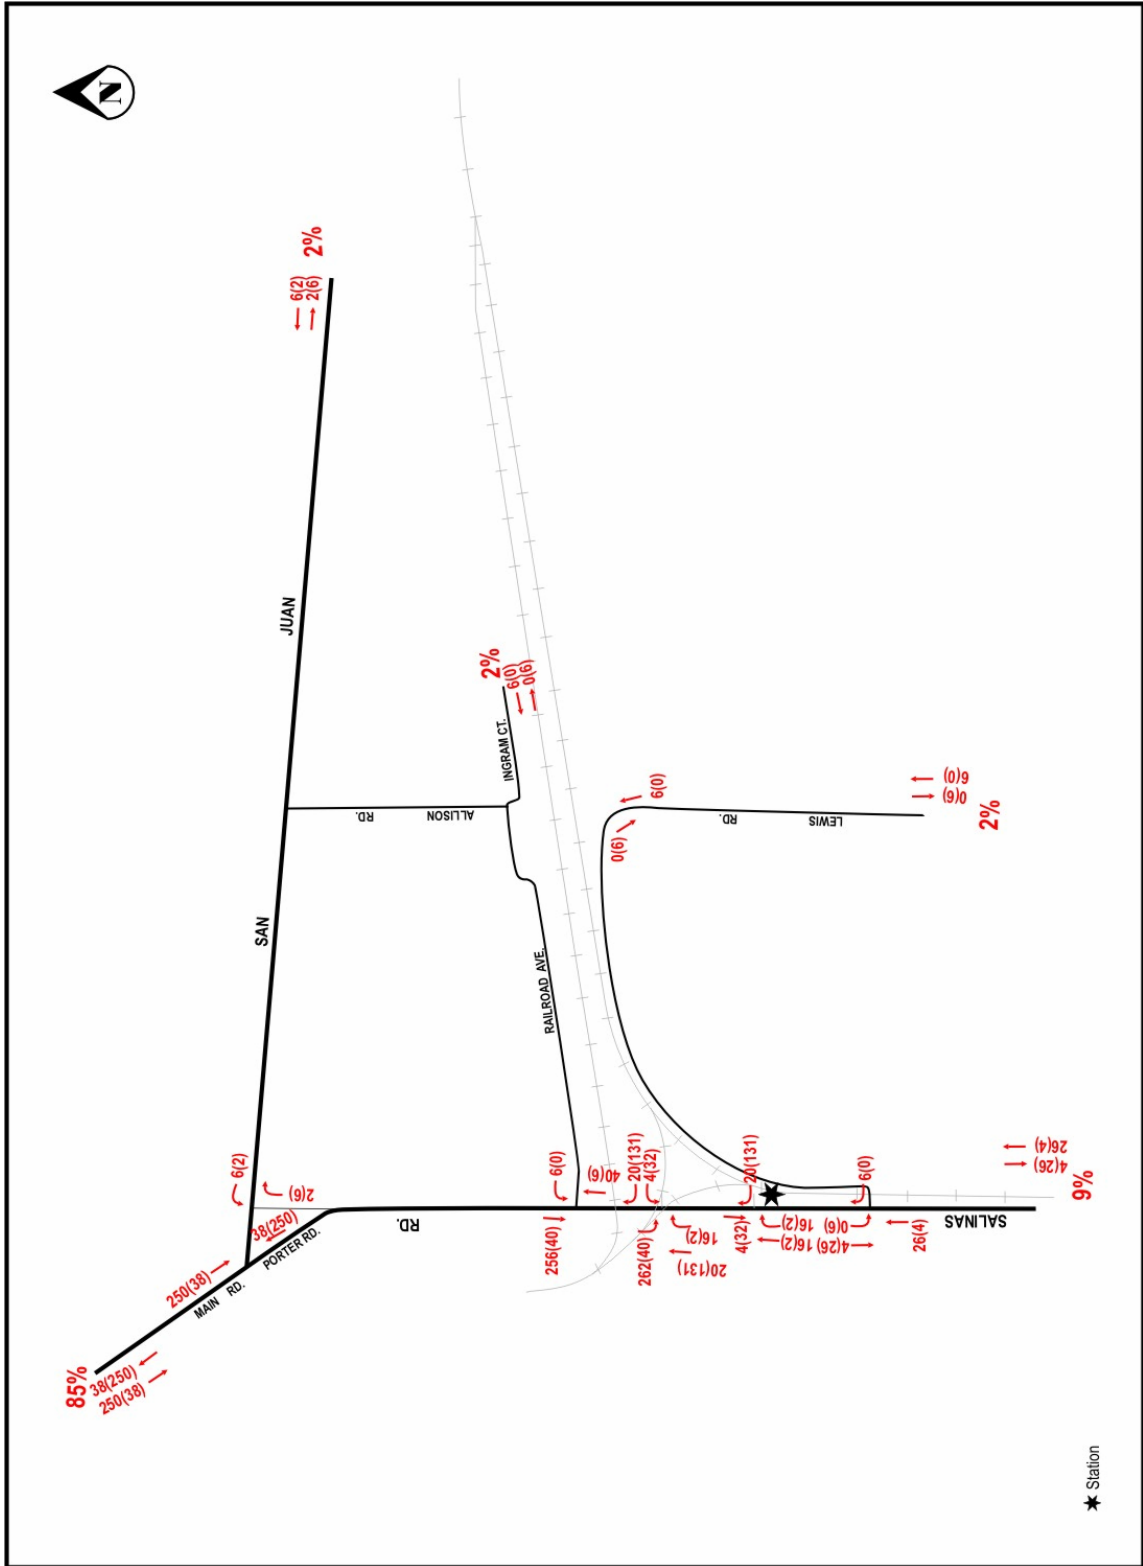 N
2%
6(2)
2(6)
JUAN
SAN
2%
6(0)
0(6)
INGRAM CT.
ALLISON
RD.
RAILROAD AVE.
6(0)
0(6)
RD.
LEWIS
6(0)
0(6)
2%
6(2)
2(6)
38(250)
PORTER RD.
250(38)
MAIN RD.
85%
38(250)
250(38)
RD.
6(0)
40(6)
256(40)
20(131)
4(32)
262(40)
16(2)
20(131)
20(131)
4(32)
16(2)
16(2)
4(26)
0(6)
6(0)
26(4)
SALINAS
26(4)
4(26)
9%
Station